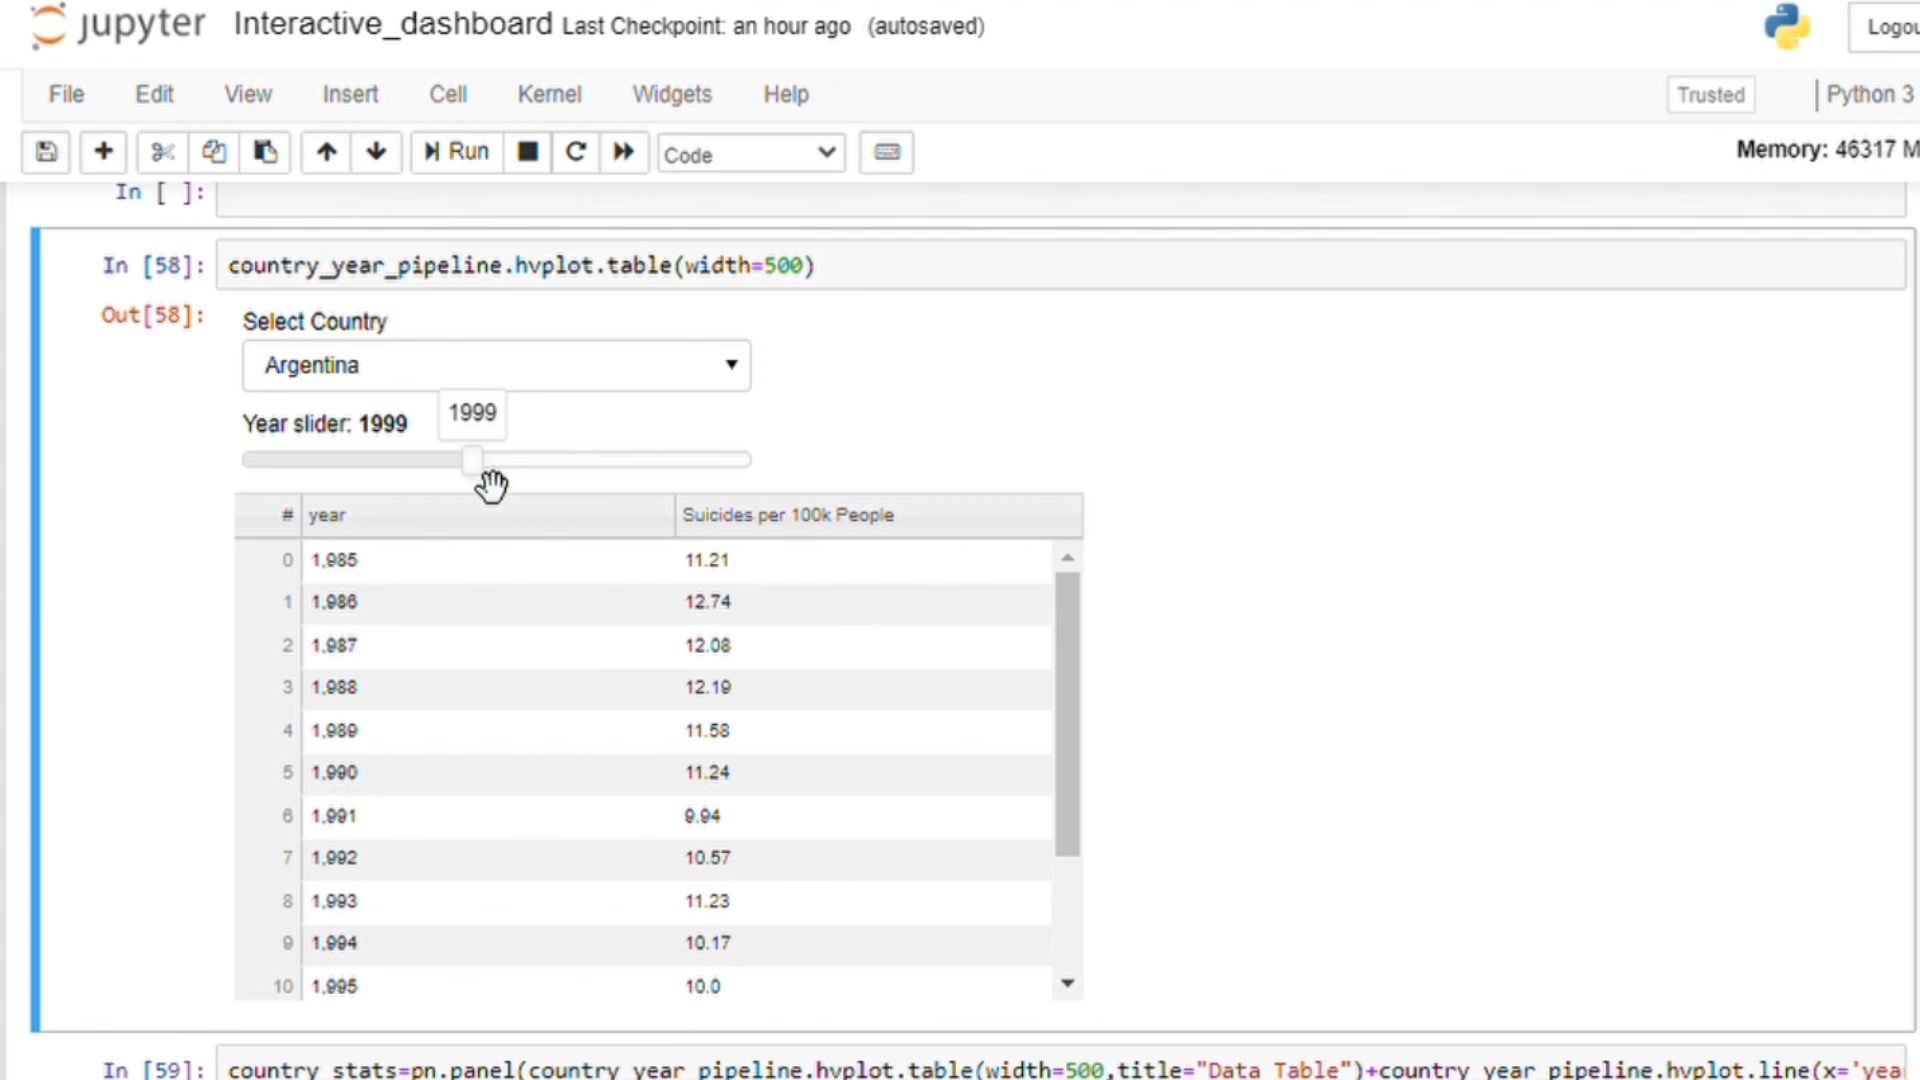 jupyter Interactive_dashboard Last Checkpoint: an hour ago (autosaved)
File Edit View Insert Cell Kernel Widgets Help Trusted Python 3
Run Code Memory: 46317 M
In [ ]:
In [58]: country_year_pipeline.hvplot.table(width=500)
Out[58]: Select Country
Argentina
1999
Year slider: 1999
# year Suicides per 100k People
0 1,985 11.21
1 1,986 12.74
2 1,987 12.08
3 1,988 12.19
4 1,989 11.58
5 1,990 11.24
6 1,991 9.94
7 1,992 10.57
8 1,993 11.23
9 1,994 10.17
10 1,995 10.0
In [59]: country_stats=pn.panel(country_year_pipeline.hvplot.table(width=500,title="Data Table")+country_year_pipeline.hvplot.line(x='yea